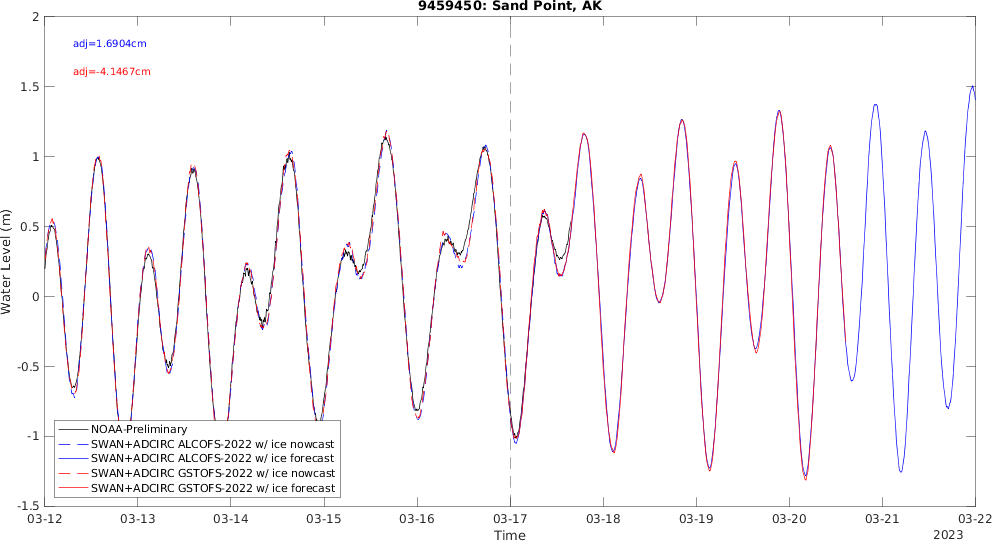 9459450: Sand Point, AK
adj=1.6904cm
adj=-4.1467cm
Water Level (m)
2
1.5
1
0.5
0
-0.5
-1
-1.5
NOAA-Preliminary
SWAN+ADCIRC ALCOFS-2022 w/ ice nowcast
SWAN+ADCIRC ALCOFS-2022 w/ ice forecast
SWAN+ADCIRC GSTOFS-2022 w/ ice nowcast
SWAN+ADCIRC GSTOFS-2022 w/ ice forecast
03-12 03-13 03-14 03-15 03-16 03-17 03-18 03-19 03-20 03-21 03-22
Time
2023